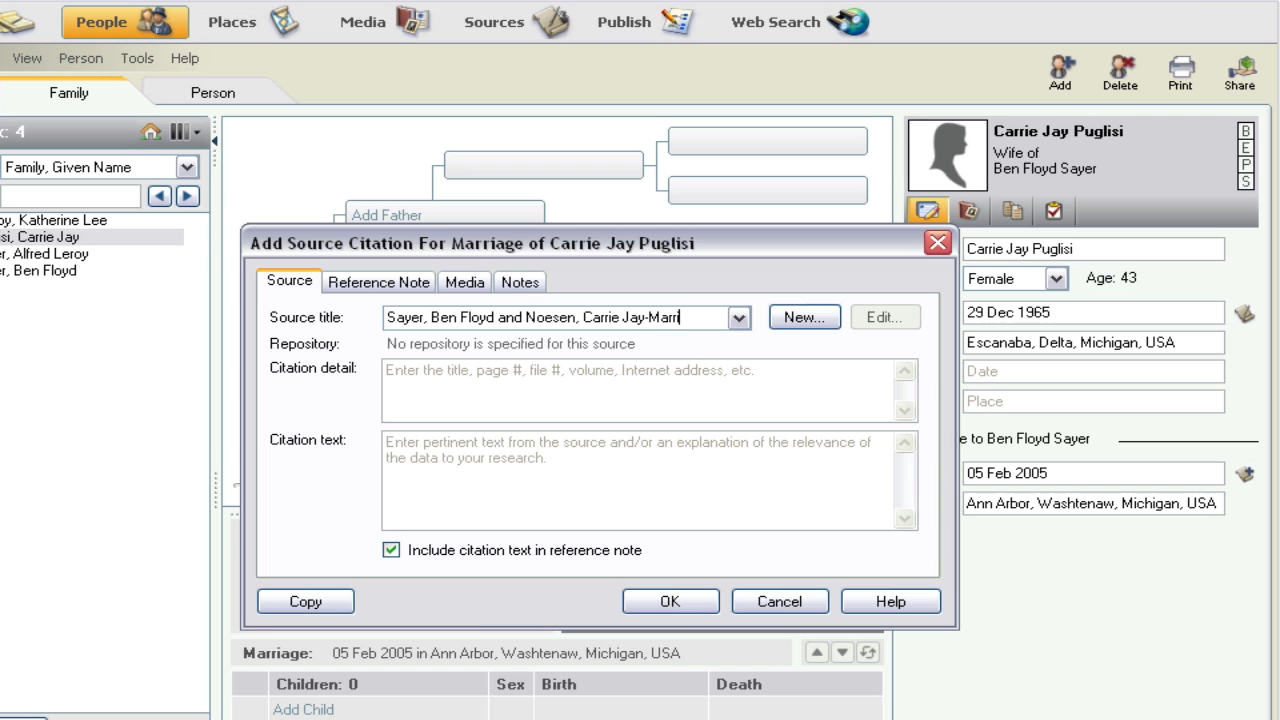 People Places Media Sources Publish Web Search
View Person Tools Help
Family Person
Add Delete Print Share
: 4
Family, Given Name
oy, Katherine Lee
si, Carrie Jay
r, Alfred Leroy
r, Ben Floyd
Add Father
Carrie Jay Puglisi
Wife of
Ben Floyd Sayer
B
E
P
S
Carrie Jay Puglisi
Female Age: 43
29 Dec 1965
Escanaba, Delta, Michigan, USA
Date
Place
e to Ben Floyd Sayer
05 Feb 2005
Ann Arbor, Washtenaw, Michigan, USA
Add Source Citation For Marriage of Carrie Jay Puglisi
Source Reference Note Media Notes
Source title: Sayer, Ben Floyd and Noesen, Carrie Jay-Marri New... Edit...
Repository: No repository is specified for this source
Citation detail: Enter the title, page #, file #, volume, Internet address, etc.
Citation text: Enter pertinent text from the source and/or an explanation of the relevance of
the data to your research.
Include citation text in reference note
Copy OK Cancel Help
Marriage: 05 Feb 2005 in Ann Arbor, Washtenaw, Michigan, USA
Children: 0 Sex Birth Death
Add Child